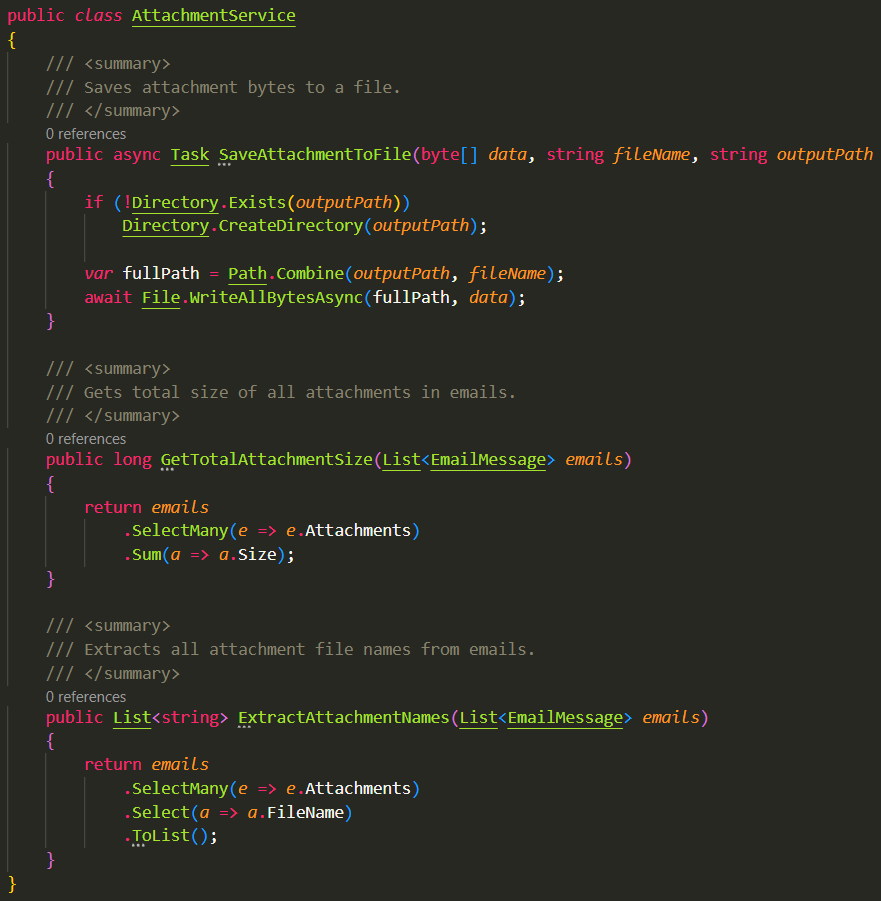 public class AttachmentService
{
    /// <summary>
    /// Saves attachment bytes to a file.
    /// </summary>
    0 references
    public async Task SaveAttachmentToFile(byte[] data, string fileName, string outputPath
    {
        if (!Directory.Exists(outputPath))
            Directory.CreateDirectory(outputPath);

        var fullPath = Path.Combine(outputPath, fileName);
        await File.WriteAllBytesAsync(fullPath, data);
    }

    /// <summary>
    /// Gets total size of all attachments in emails.
    /// </summary>
    0 references
    public long GetTotalAttachmentSize(List<EmailMessage> emails)
    {
        return emails
            .SelectMany(e => e.Attachments)
            .Sum(a => a.Size);
    }

    /// <summary>
    /// Extracts all attachment file names from emails.
    /// </summary>
    0 references
    public List<string> ExtractAttachmentNames(List<EmailMessage> emails)
    {
        return emails
            .SelectMany(e => e.Attachments)
            .Select(a => a.FileName)
            .ToList();
    }
}